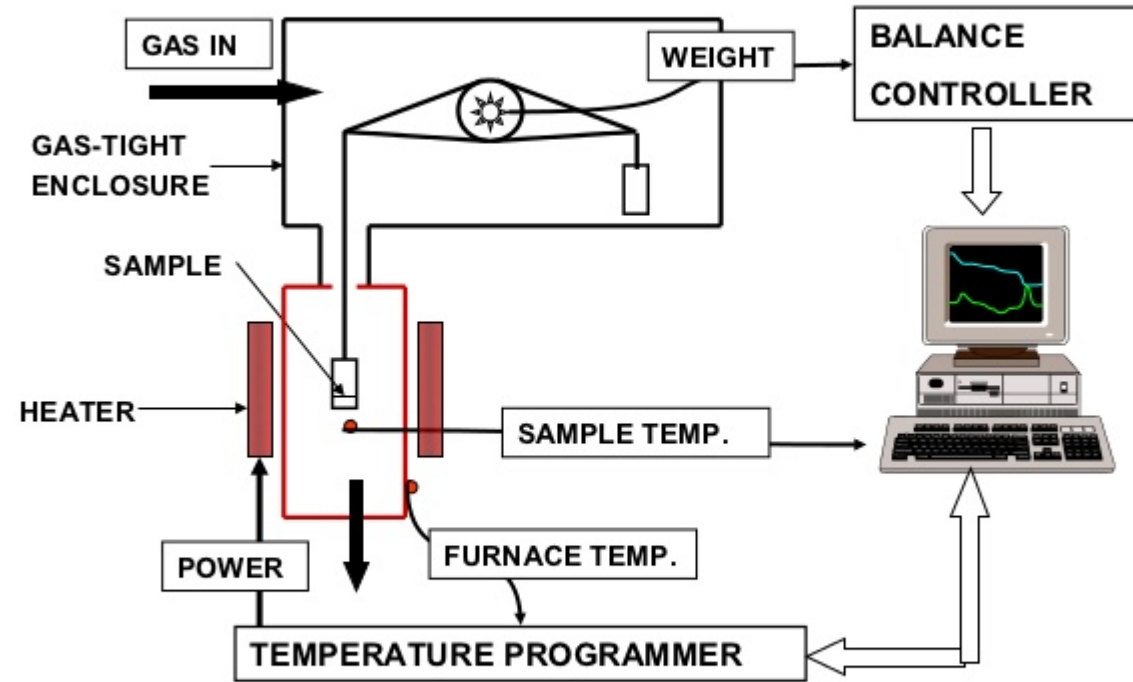 GAS IN
WEIGHT
BALANCE
CONTROLLER
GAS-TIGHT
ENCLOSURE
SAMPLE
HEATER
SAMPLE TEMP.
FURNACE TEMP.
POWER
TEMPERATURE PROGRAMMER